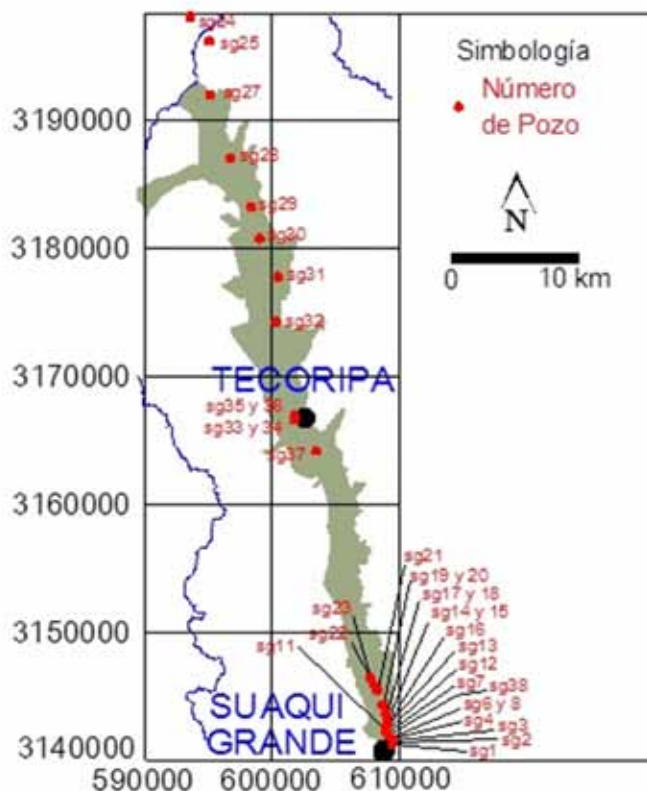 sg24
sg25
Simbología
Número
de Pozo
sg27
3190000
sg28
N
sg29
3180000
sg30
0 10 km
sg31
sg32
3170000
TECORIPA
sg35 y 36
sg33 y 34
sg37
3160000
sg21
sg19 y 20
sg17 y 18
sg23
sg14 y 15
3150000
sg22
sg16
sg11
sg13
sg12
sg7
sg38
SUAQUI
GRANDE
sg6 y 8
sg4
sg3
sg2
sg1
3140000
590000
600000
610000